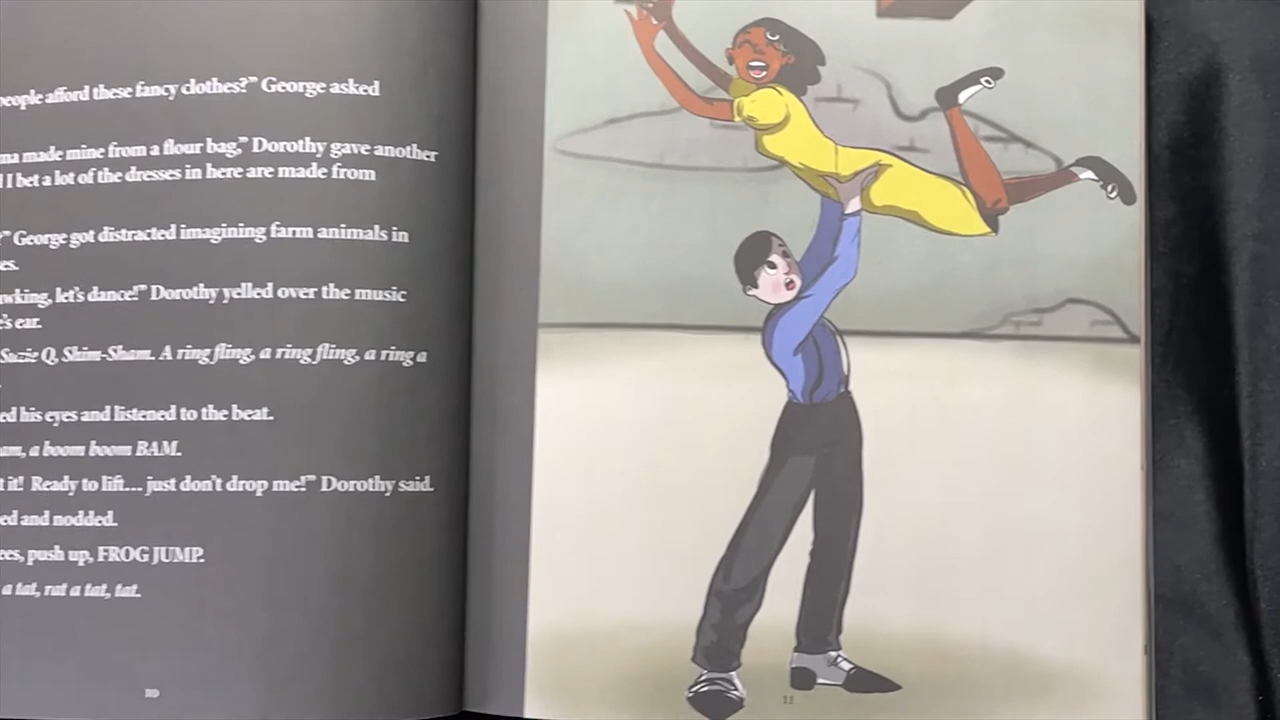 people afford these fancy clothes?” George asked
ma made mine from a flour bag,” Dorothy gave another
I bet a lot of the dresses in here are made from
?” George got distracted imagining farm animals in
es.
wking, let’s dance!” Dorothy yelled over the music
e’s ear.
Suzie Q, Shim-Sham. A ring fling, a ring fling, a ring a
ed his eyes and listened to the beat.
am, a boom boom BAM.
t it! Ready to lift... just don’t drop me!” Dorothy said.
ed and nodded.
ees, push up, FROG JUMP.
a tat, rat a tat, tat.
10
11